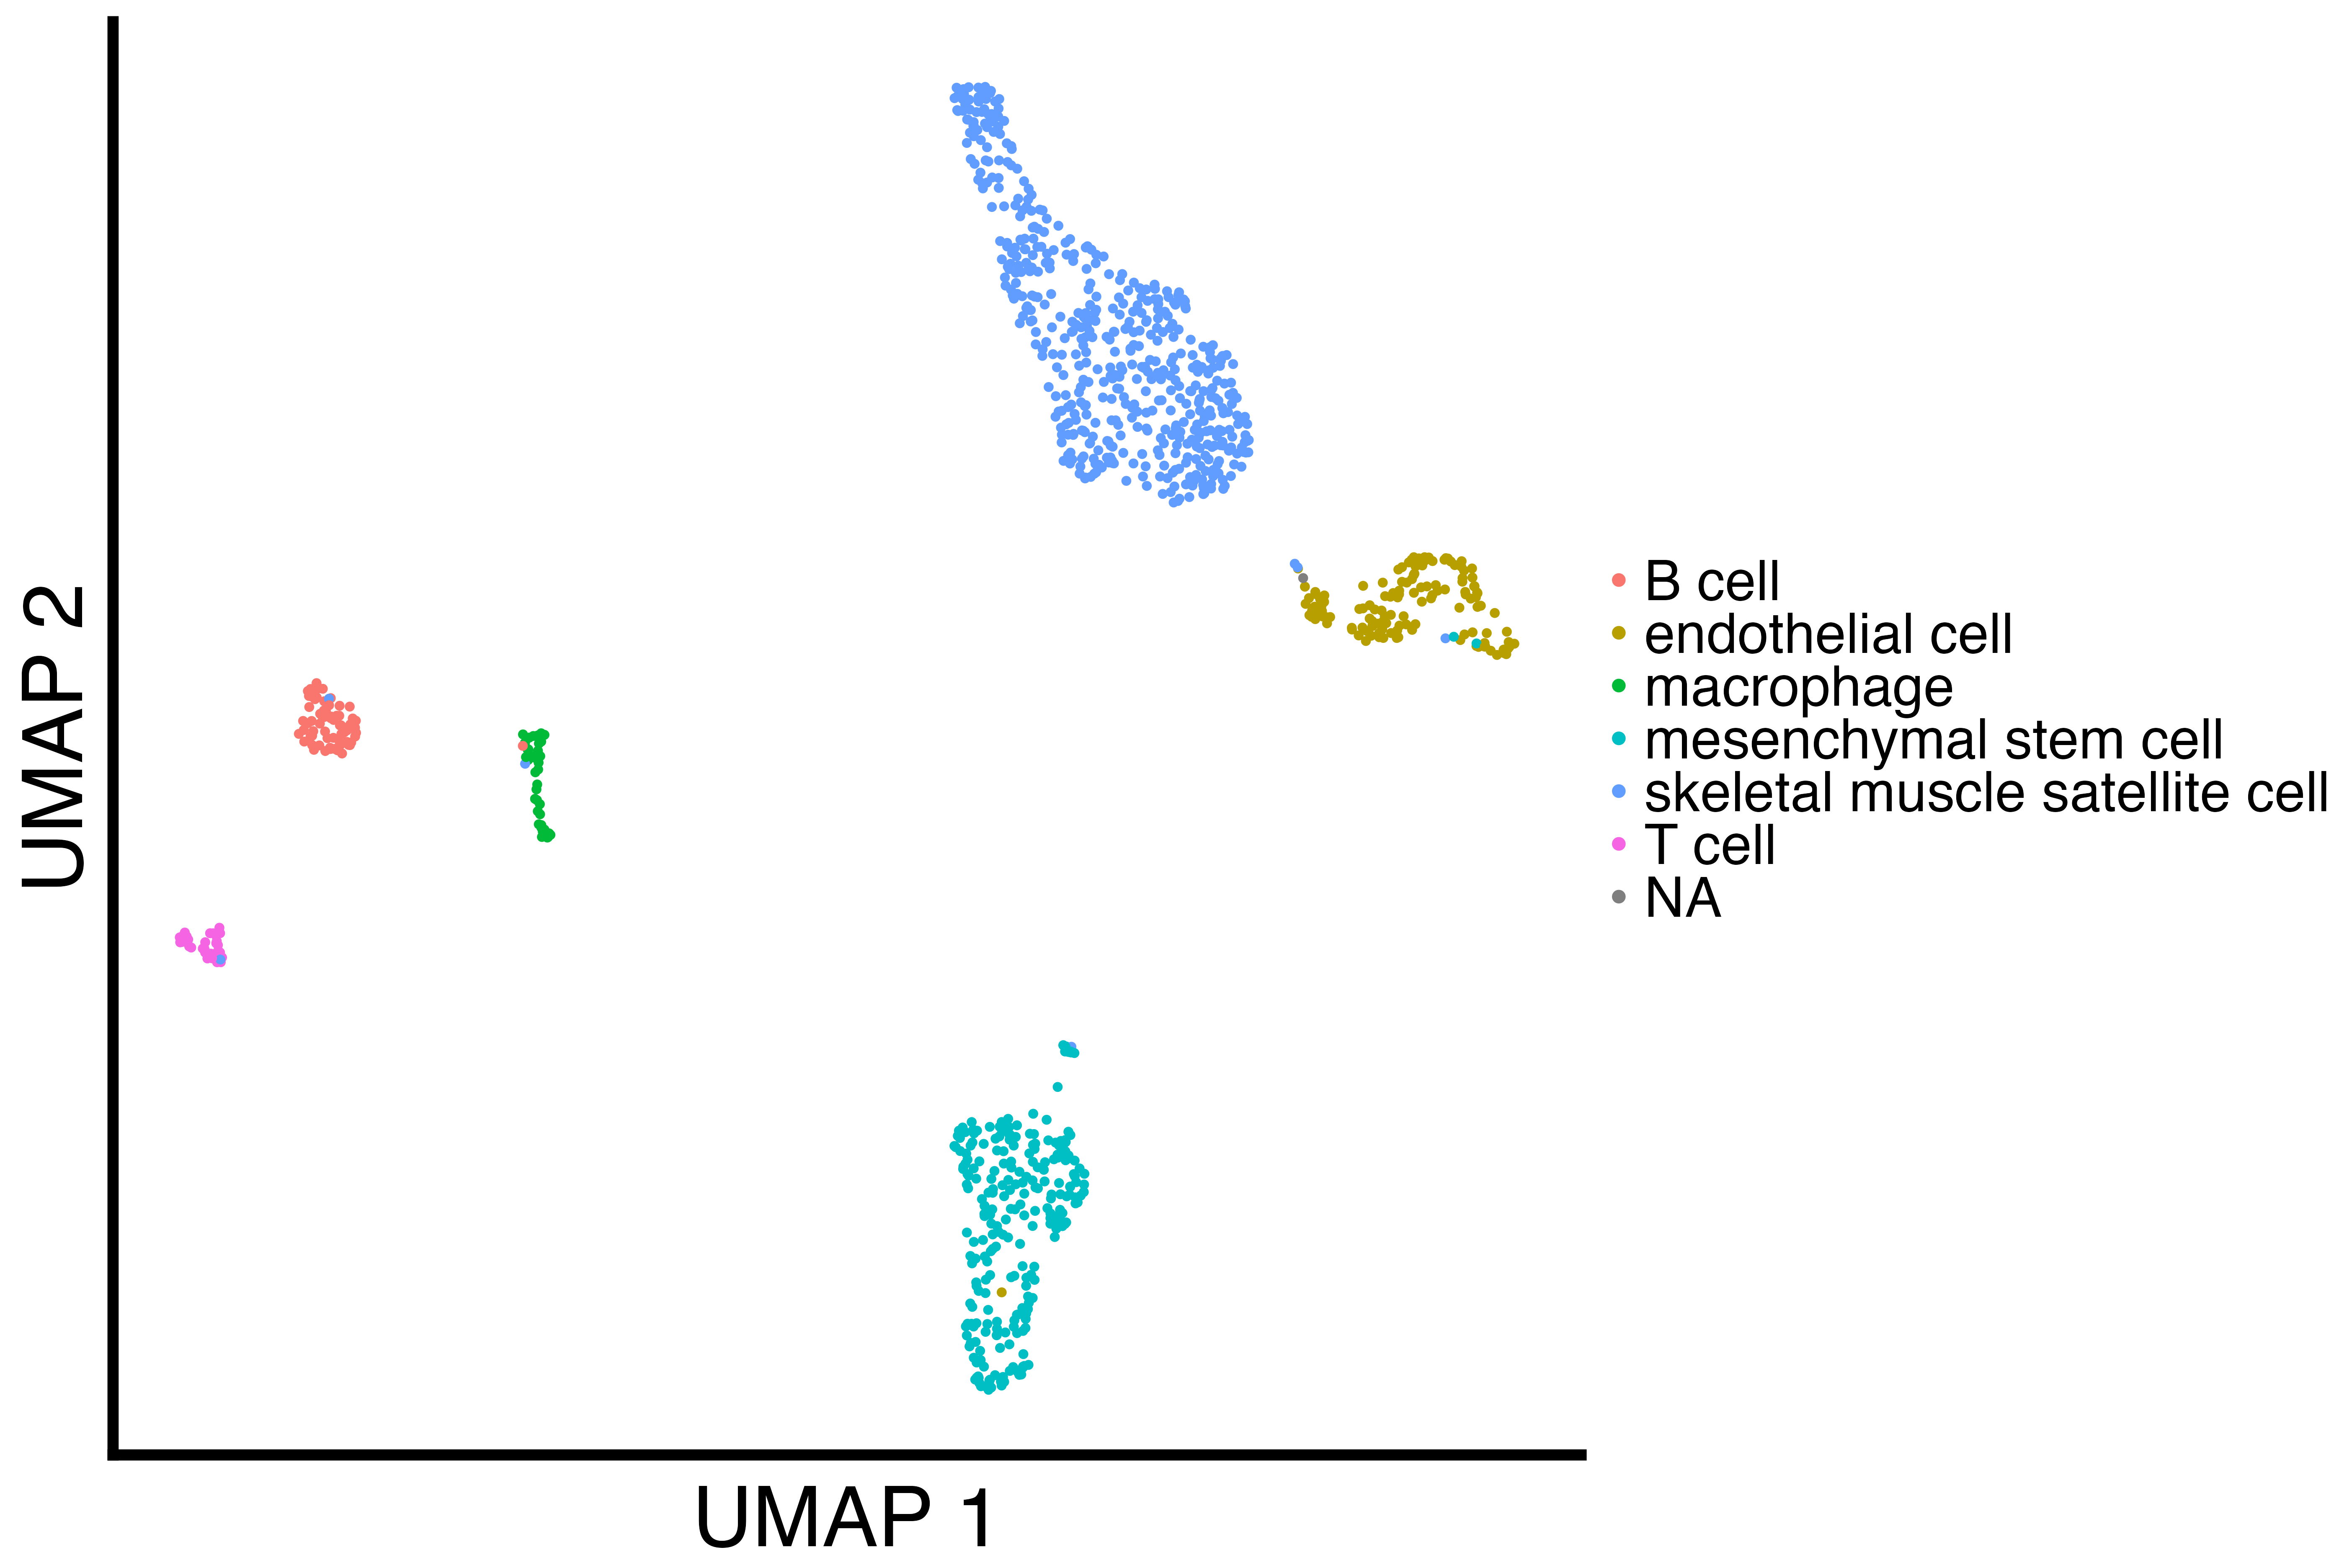 UMAP 2
B cell
endothelial cell
macrophage
mesenchymal stem cell
skeletal muscle satellite cell
T cell
NA
UMAP 1